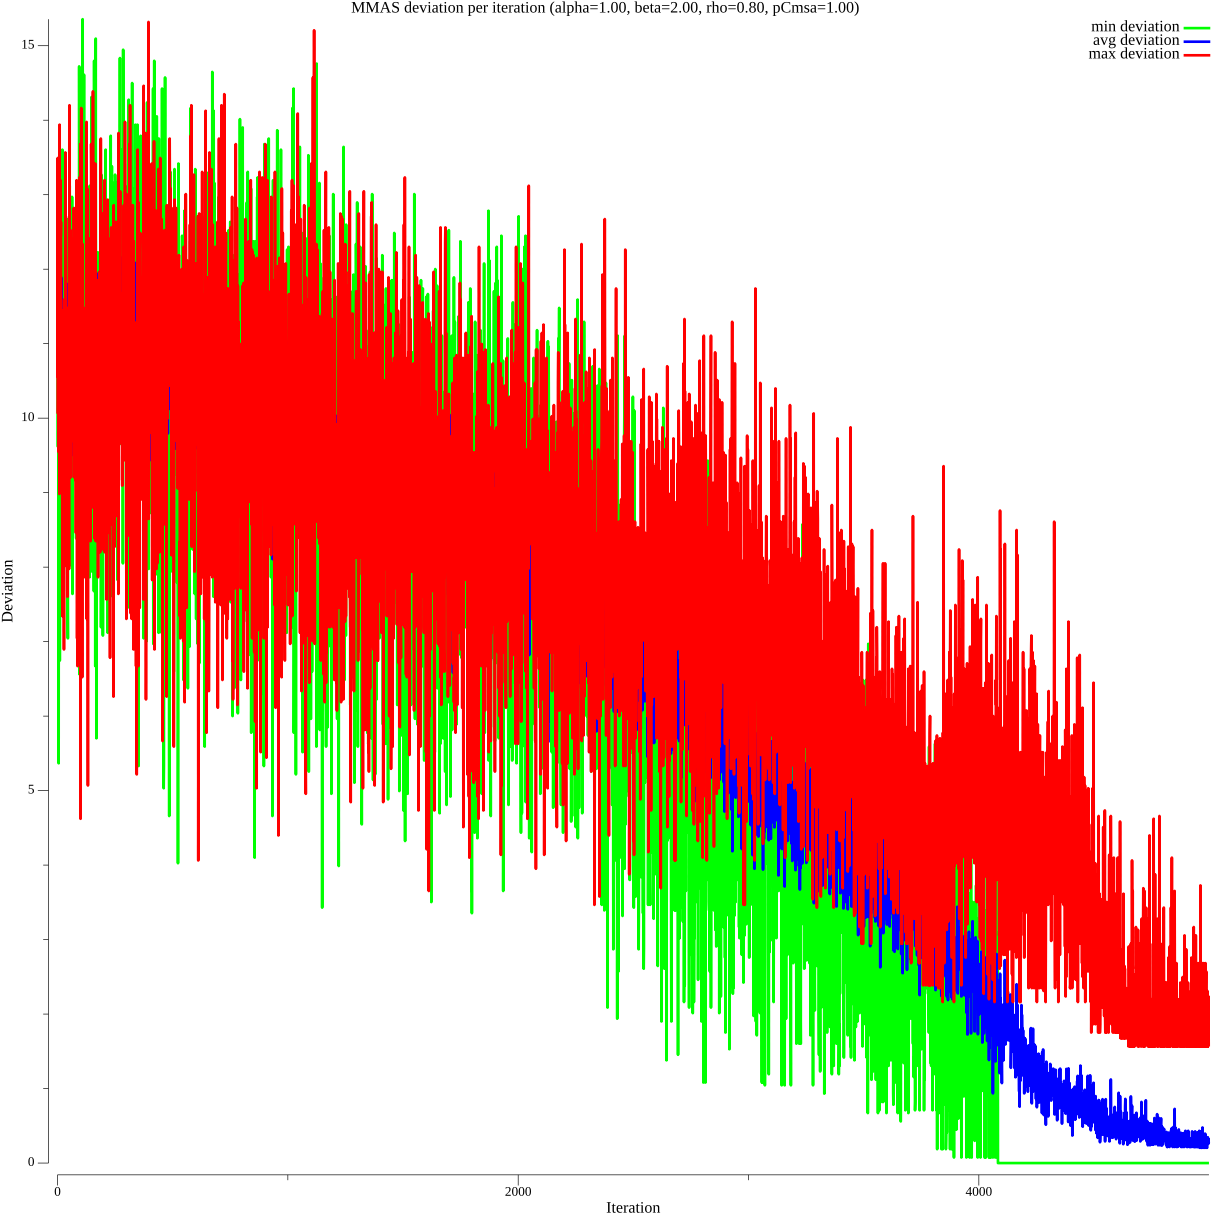 MMAS deviation per iteration (alpha=1.00, beta=2.00, rho=0.80, pCmsa=1.00)
min deviation
avg deviation
max deviation
15
10
5
0
Deviation
0
2000
4000
Iteration